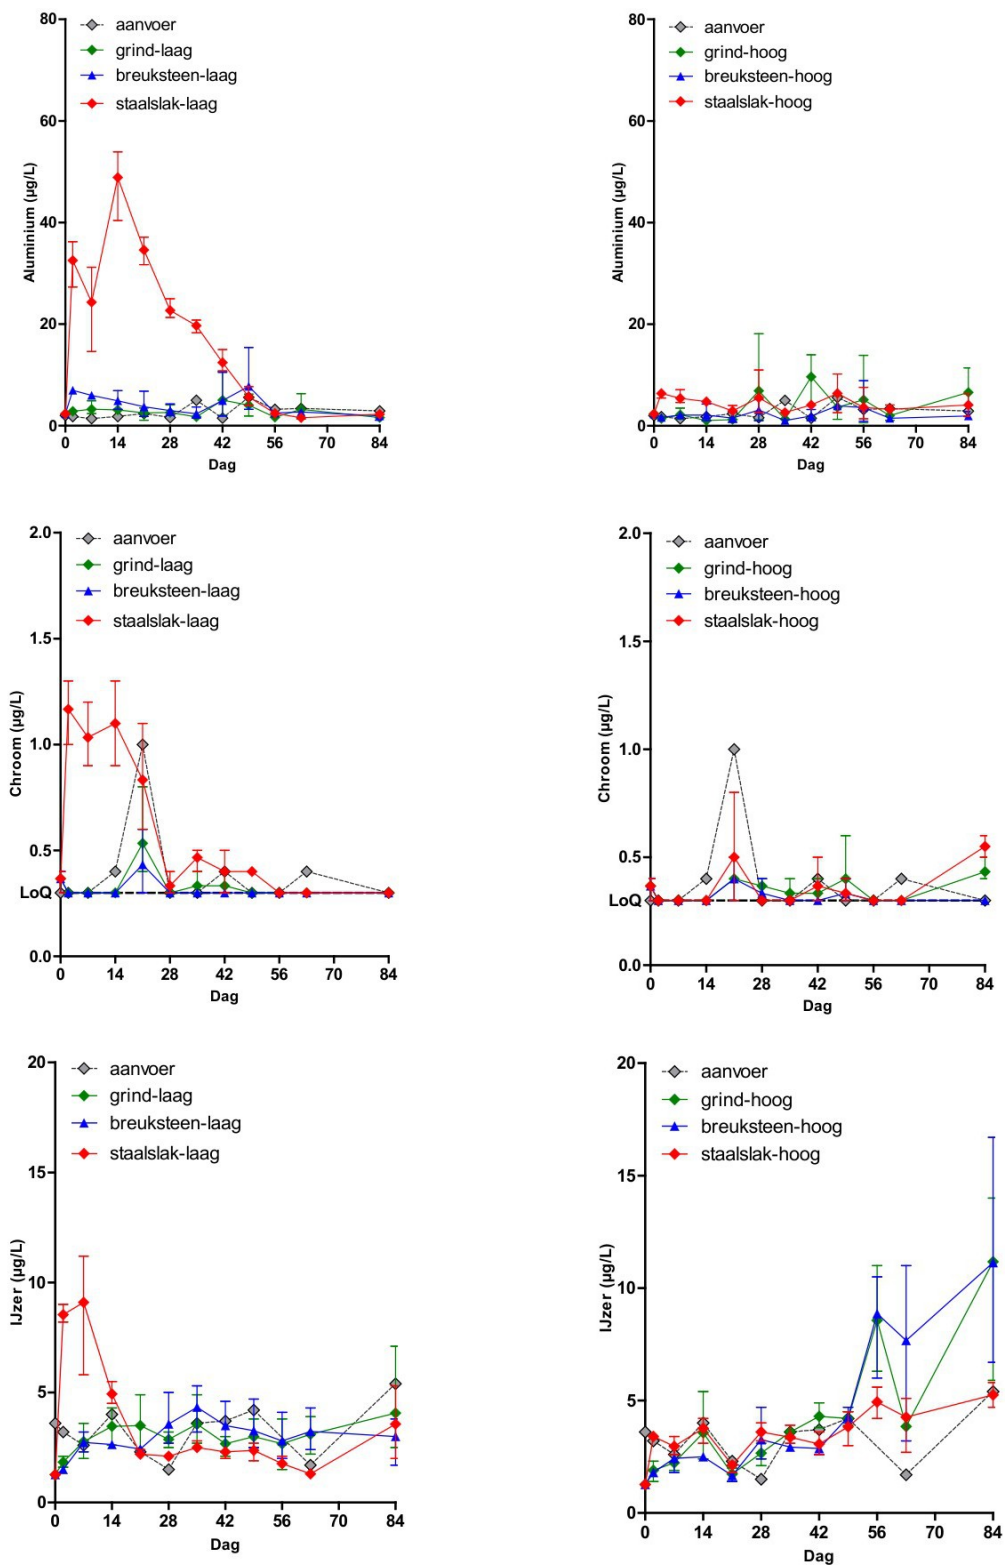 80
60
40
20
0
Aluminium (µg/L)
aanvoer
grind-laag
breuksteen-laag
staalslak-laag
0 14 28 42 56 70 84
Dag
80
60
40
20
0
Aluminium (µg/L)
aanvoer
grind-hoog
breuksteen-hoog
staalslak-hoog
0 14 28 42 56 70 84
Dag
2.0
1.5
1.0
0.5
LoQ
0.0
Chroom (µg/L)
aanvoer
grind-laag
breuksteen-laag
staalslak-laag
0 14 28 42 56 70 84
Dag
2.0
1.5
1.0
0.5
LoQ
0.0
Chroom (µg/L)
aanvoer
grind-hoog
breuksteen-hoog
staalslak-hoog
0 14 28 42 56 70 84
Dag
20
15
10
5
0
IJzer (µg/L)
aanvoer
grind-laag
breuksteen-laag
staalslak-laag
0 14 28 42 56 70 84
Dag
20
15
10
5
0
IJzer (µg/L)
aanvoer
grind-hoog
breuksteen-hoog
staalslak-hoog
0 14 28 42 56 70 84
Dag